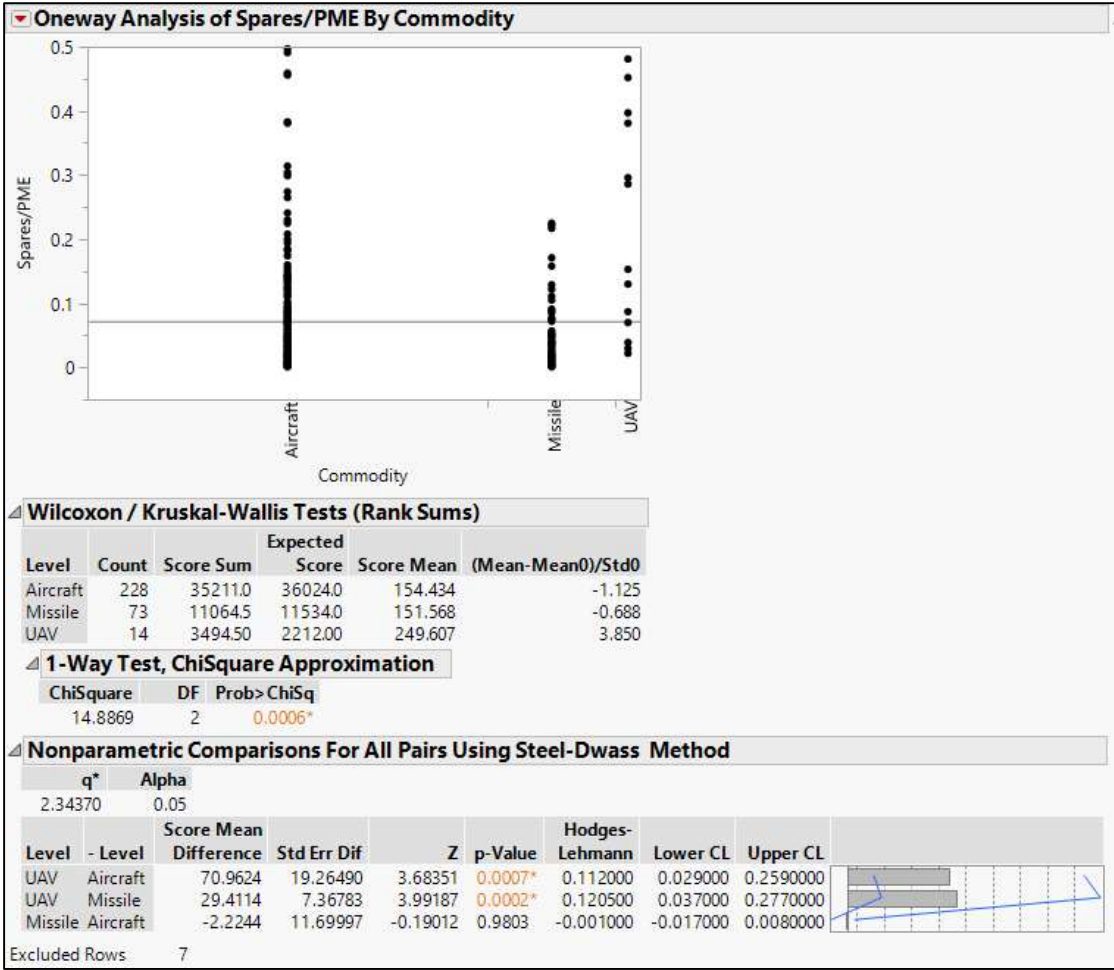 Oneway Analysis of Spares/PME By Commodity
0.5
0.4
0.3
0.2
0.1
0
Spares/PME
Aircraft
Missile
UAV
Commodity
Wilcoxon / Kruskal-Wallis Tests (Rank Sums)
Expected
Level Count Score Sum Score Score Mean (Mean-Mean0)/Std0
Aircraft 228 35211.0 36024.0 154.434 -1.125
Missile 73 11064.5 11534.0 151.568 -0.688
UAV 14 3494.50 2212.00 249.607 3.850
1-Way Test, ChiSquare Approximation
ChiSquare DF Prob>ChiSq
14.8869 2 0.0006*
Nonparametric Comparisons For All Pairs Using Steel-Dwass Method
q* Alpha
2.34370 0.05
Score Mean Hodges-
Level - Level Difference Std Err Dif Z p-Value Lehmann Lower CL Upper CL
UAV Aircraft 70.9624 19.26490 3.68351 0.0007* 0.112000 0.029000 0.2590000
UAV Missile 29.4114 7.36783 3.99187 0.0002* 0.120500 0.037000 0.2770000
Missile Aircraft -2.2244 11.69997 -0.19012 0.9803 -0.001000 -0.017000 0.0080000
Excluded Rows 7